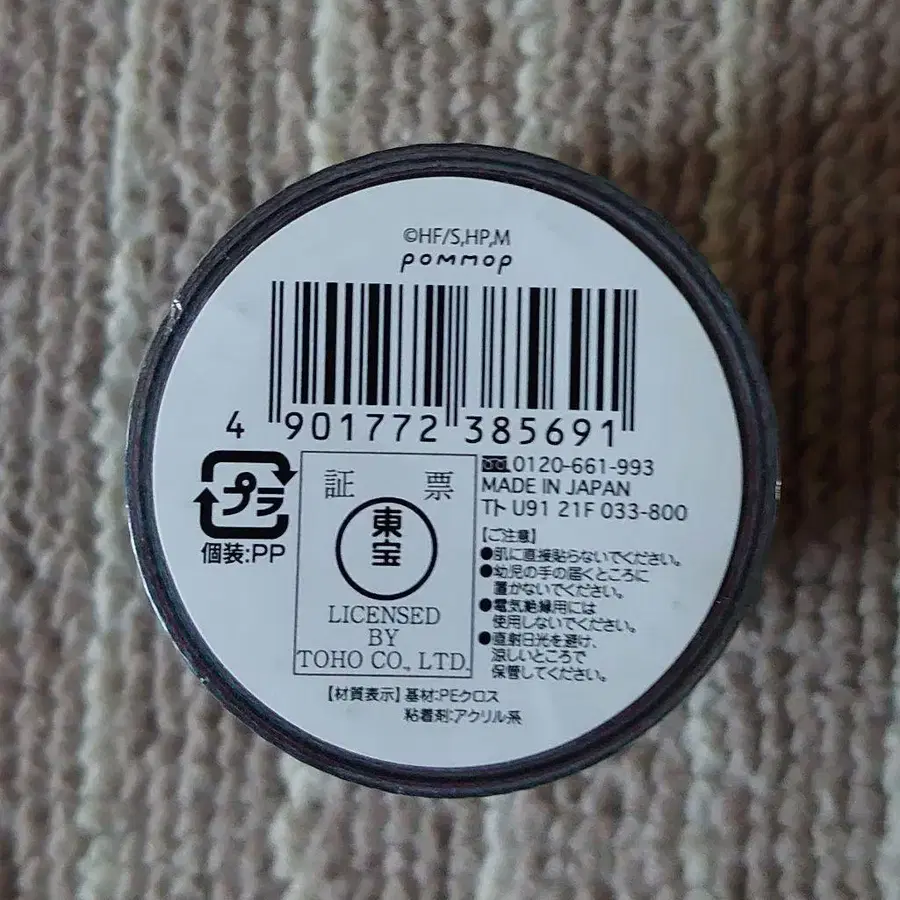 ©HF/S,HP,M
pommop
4 901772 385691
プラ
個装:PP
証 票
東宝
LICENSED
BY
TOHO CO., LTD.
0120-661-993
MADE IN JAPAN
Tト U91 21F 033-800
【ご注意】
●肌に直接貼らないでください。
●幼児の手の届くところに
置かないでください。
●電気絶縁用には
使用しないでください。
●直射日光を避け、
涼しいところで
保管してください。
【材質表示】基材:PEクロス
粘着剤:アクリル系